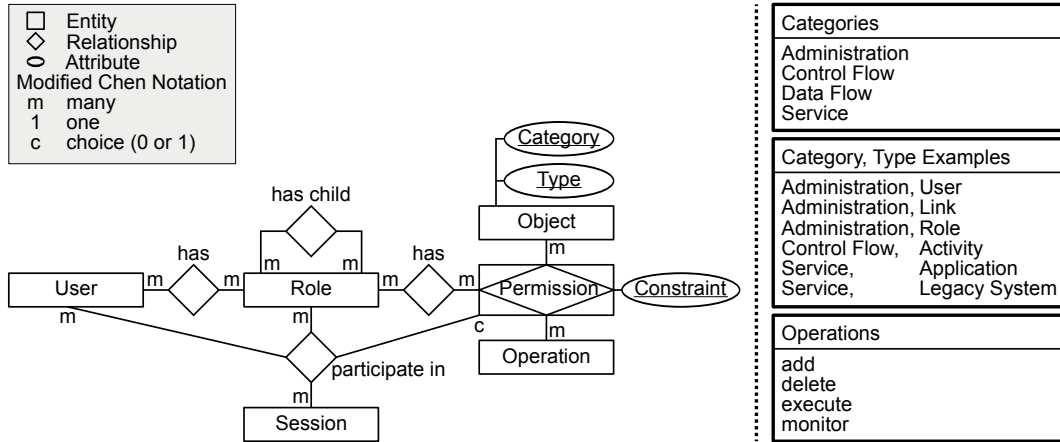 Entity
Relationship
Attribute
Modified Chen Notation
m many
1 one
c choice (0 or 1)
Category
Type
has child
Object
m
m
m
has
has
User
m
m
Role
m
m
Permission
Constraint
m
m
c
m
Operation
participate in
m
Session
Categories
Administration
Control Flow
Data Flow
Service
Category, Type Examples
Administration, User
Administration, Link
Administration, Role
Control Flow, Activity
Service, Application
Service, Legacy System
Operations
add
delete
execute
monitor